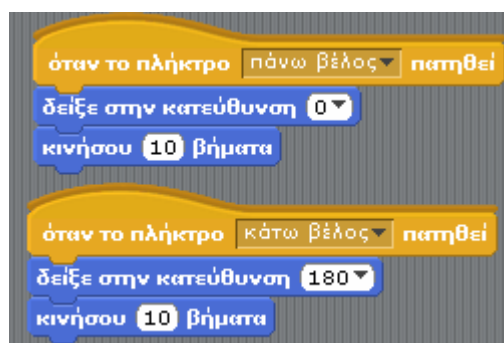 όταν το πλήκτρο πάνω βέλος πατηθεί
δείξε στην κατεύθυνση 0
κινήσου 10 βήματα
όταν το πλήκτρο κάτω βέλος πατηθεί
δείξε στην κατεύθυνση 180
κινήσου 10 βήματα